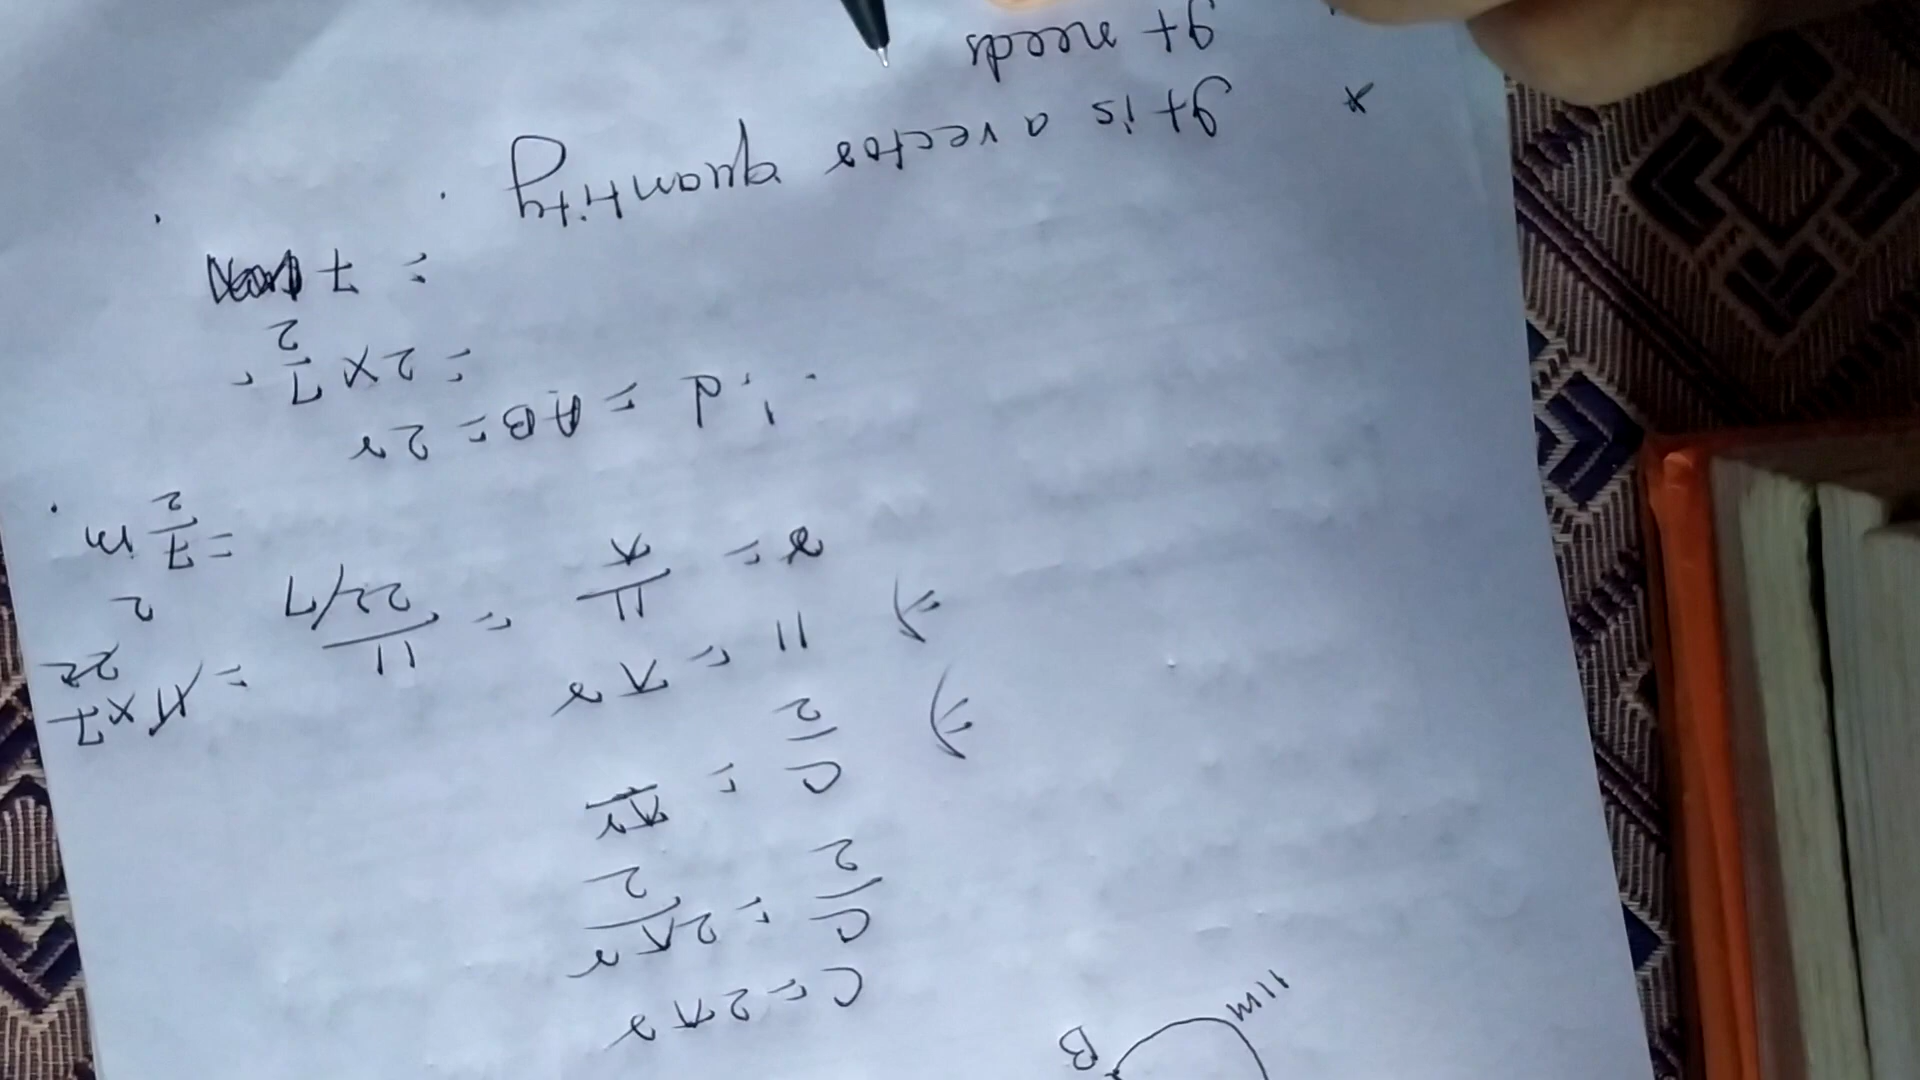 11m
B
C = 2πr
C/2 = 2πr/2
C/2 = πr
⇒ 11 = πr
⇒ r = 11/π = 11/22/7 = 11×7/22 2 = 7/2 m
∴ d = AB = 2r
= 2×7/2
= 7
* It is a vector quantity.
It needs